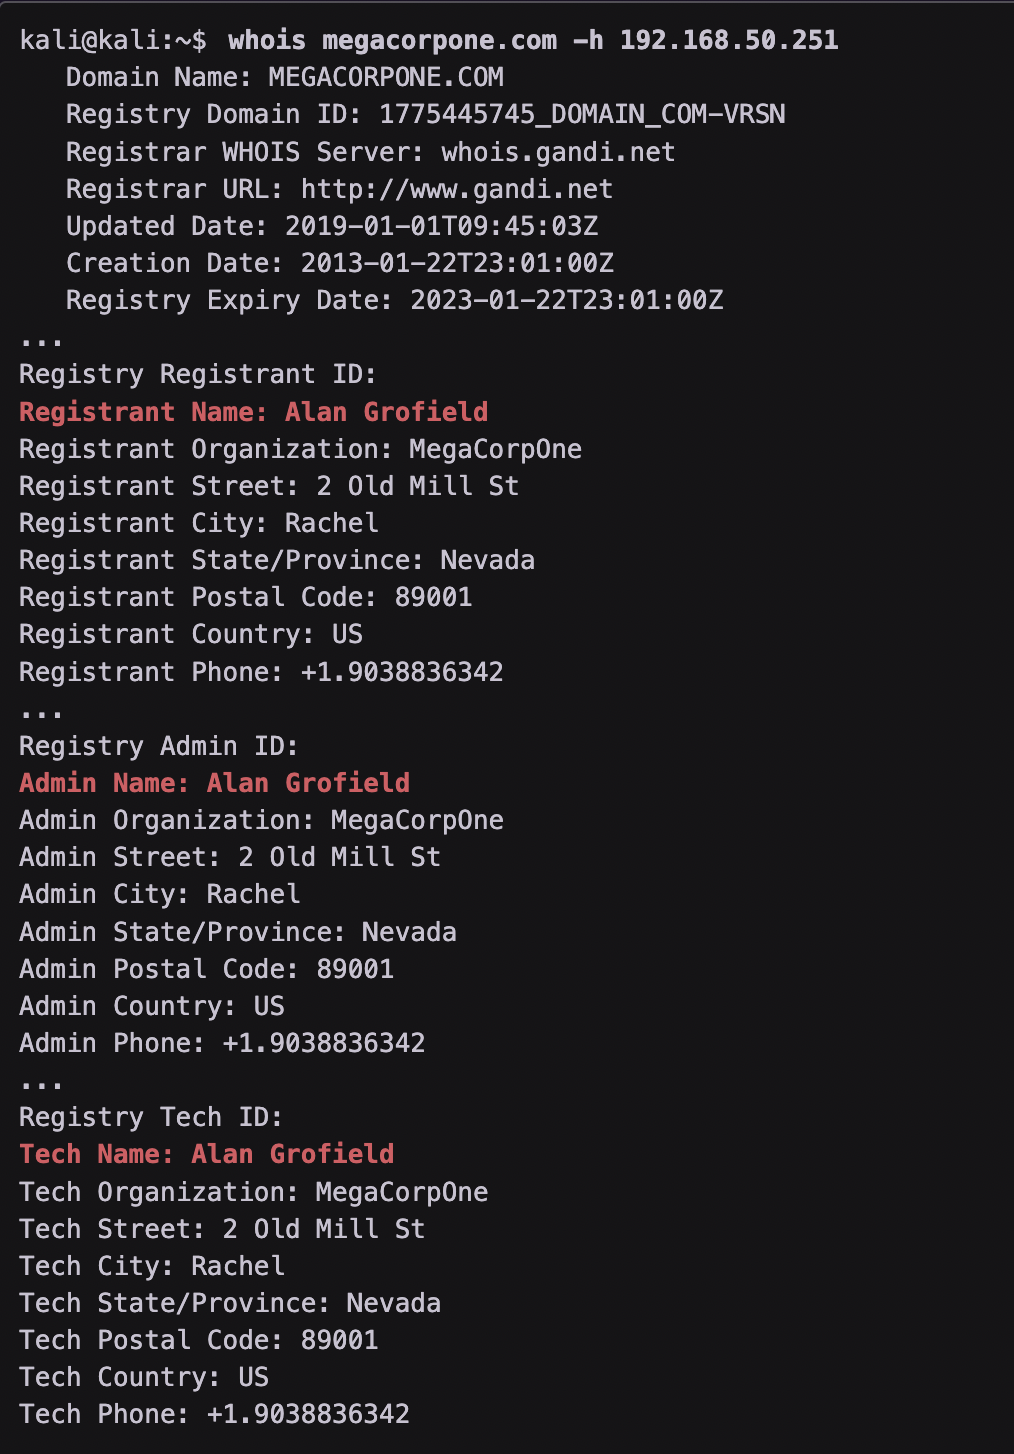 kali@kali:~$ whois megacorpone.com -h 192.168.50.251
Domain Name: MEGACORPONE.COM
Registry Domain ID: 1775445745_DOMAIN_COM-VRSN
Registrar WHOIS Server: whois.gandi.net
Registrar URL: http://www.gandi.net
Updated Date: 2019-01-01T09:45:03Z
Creation Date: 2013-01-22T23:01:00Z
Registry Expiry Date: 2023-01-22T23:01:00Z
...
Registry Registrant ID:
Registrant Name: Alan Grofield
Registrant Organization: MegaCorpOne
Registrant Street: 2 Old Mill St
Registrant City: Rachel
Registrant State/Province: Nevada
Registrant Postal Code: 89001
Registrant Country: US
Registrant Phone: +1.9038836342
...
Registry Admin ID:
Admin Name: Alan Grofield
Admin Organization: MegaCorpOne
Admin Street: 2 Old Mill St
Admin City: Rachel
Admin State/Province: Nevada
Admin Postal Code: 89001
Admin Country: US
Admin Phone: +1.9038836342
...
Registry Tech ID:
Tech Name: Alan Grofield
Tech Organization: MegaCorpOne
Tech Street: 2 Old Mill St
Tech City: Rachel
Tech State/Province: Nevada
Tech Postal Code: 89001
Tech Country: US
Tech Phone: +1.9038836342